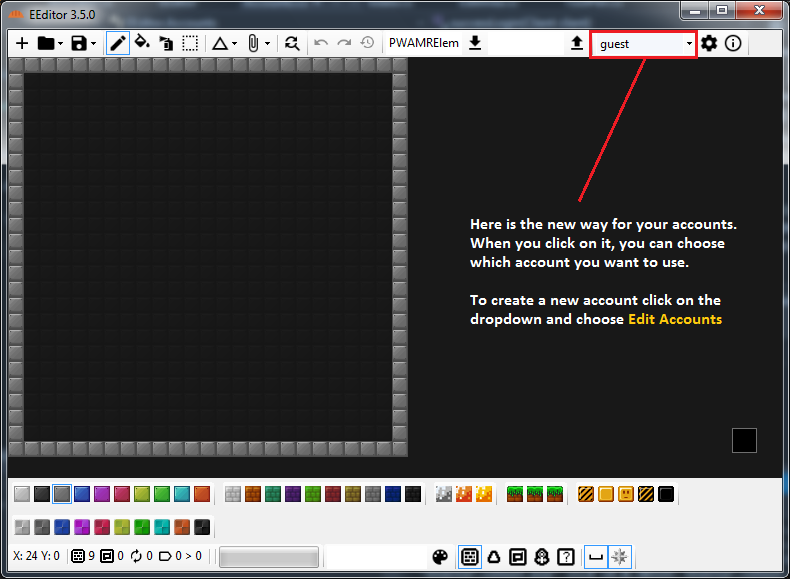 EEditor 3.5.0
PWAMRElem
guest
Here is the new way for your accounts.
When you click on it, you can choose
which account you want to use.
To create a new account click on the
dropdown and choose Edit Accounts
X: 24 Y: 0 9 0 0 0 > 0